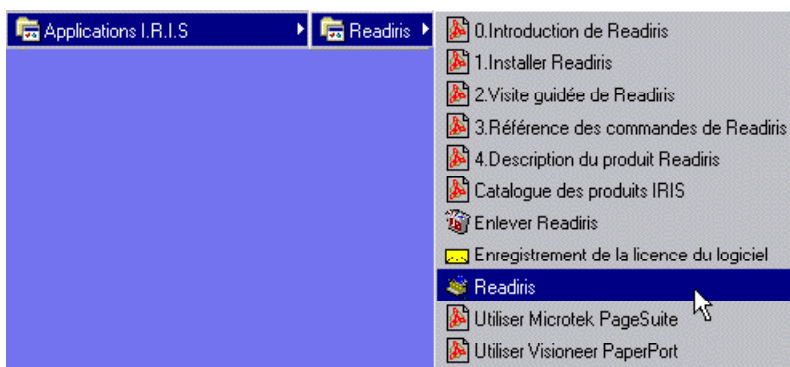 Applications I.R.I.S
Readiris
0.Introduction de Readiris
1.Installer Readiris
2.Visite guidée de Readiris
3.Référence des commandes de Readiris
4.Description du produit Readiris
Catalogue des produits IRIS
Enlever Readiris
Enregistrement de la licence du logiciel
Readiris
Utiliser Microtek PageSuite
Utiliser Visioneer PaperPort